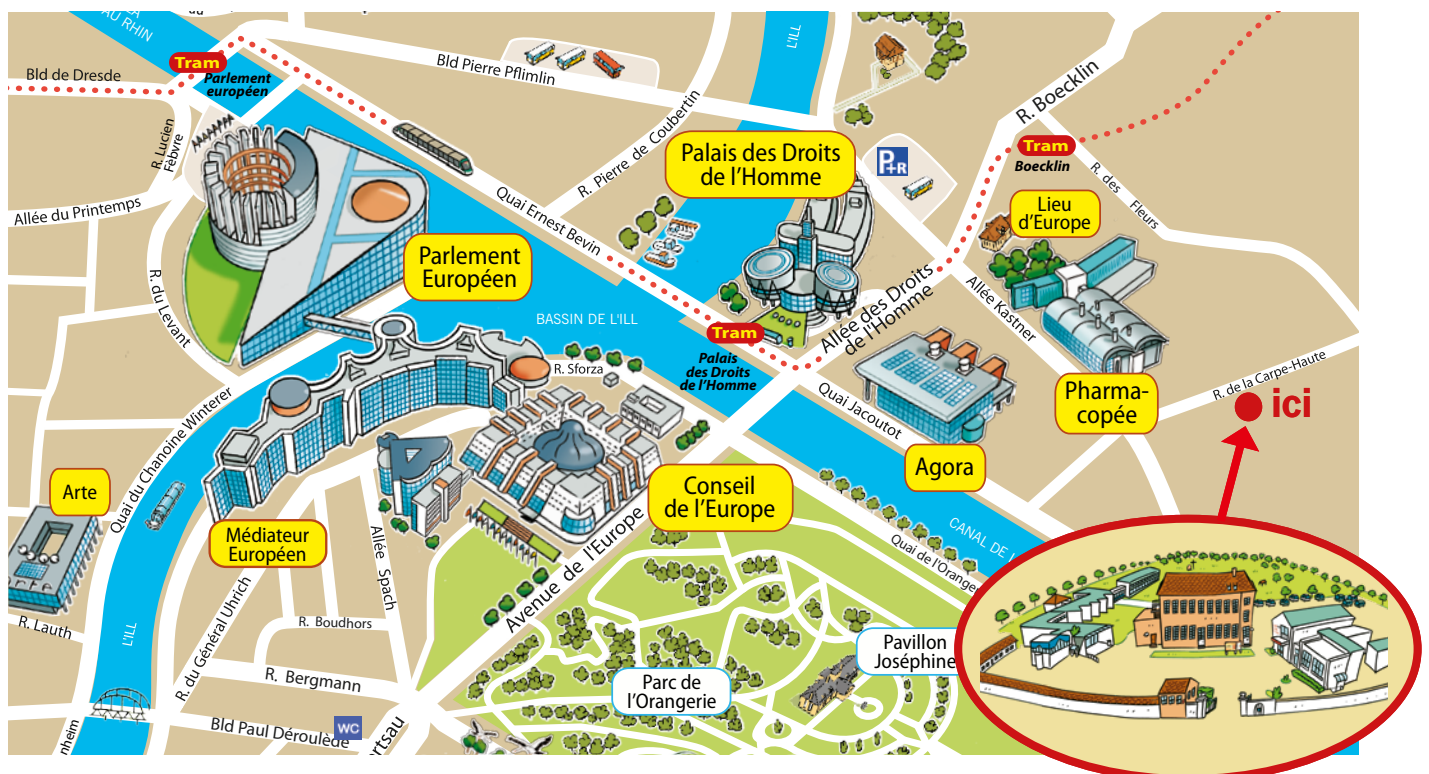 LA
AU RHIN
Bld de Dresde
Tram
Parlement
européen
Bld Pierre Pflimlin
L'ILL
R. Boecklin
R. Lucien
Fèbvre
R. Pierre de Coubertin
Palais des Droits
de l'Homme
P+R
Tram
Boecklin
R. des
Fleurs
Allée du Printemps
Quai Ernest Bevin
Lieu
d'Europe
R. du Levant
Parlement
Européen
BASSIN DE L'ILL
Tram
Palais
des Droits
de l'Homme
Allée des Droits
de l'Homme
Allée Kastner
R. Sforza
Quai Jacoutot
Pharma-
copée
R. de la Carpe-Haute
ici
Quai du Chanoine Winterer
Arte
Médiateur
Européen
Conseil
de l'Europe
Agora
CANAL DE L
Quai de l'Oranger
Allée Spach
Avenue de l'Europe
R. Lauth
L'ILL
R. du Général Uhrich
R. Boudhors
R. Bergmann
Parc de
l'Orangerie
Pavillon
Joséphine
nheim
Bld Paul Déroulède
WC
ertsau